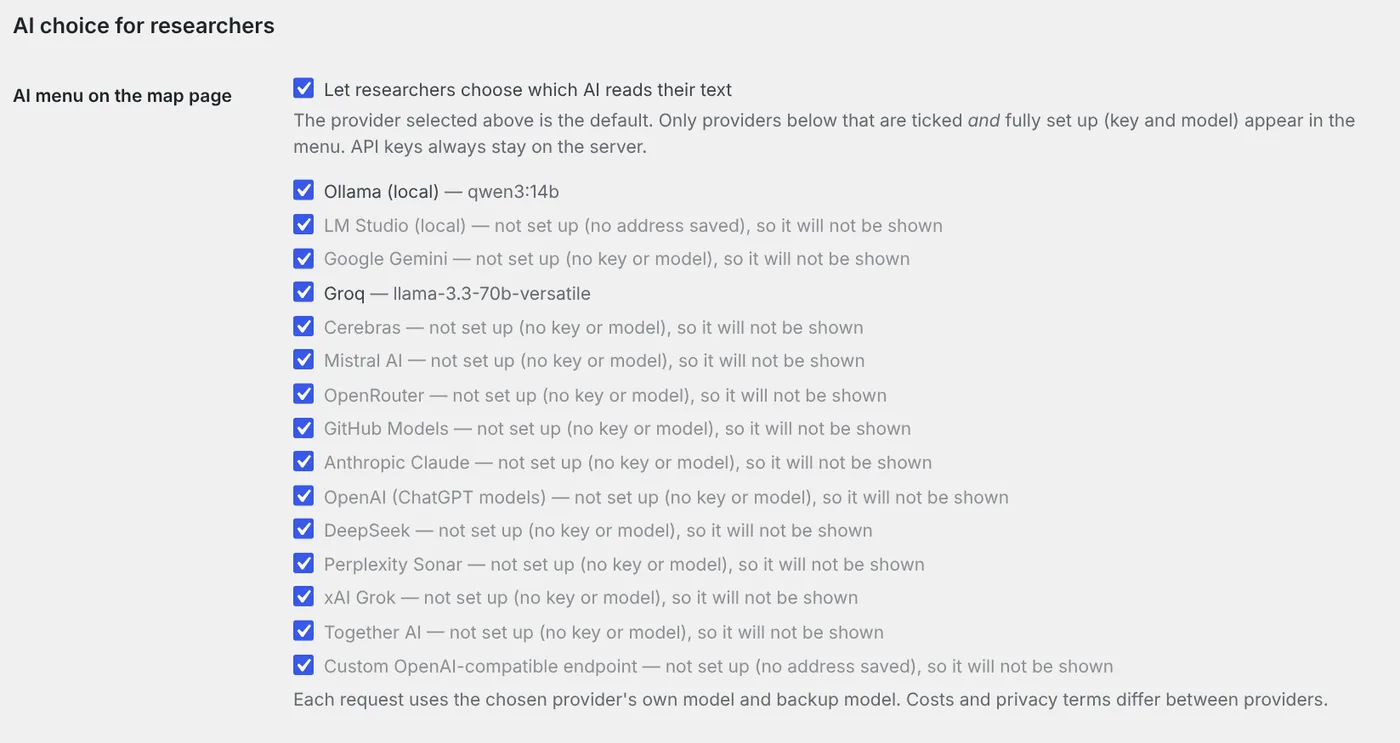 AI choice for researchers
AI menu on the map page
Let researchers choose which AI reads their text
The provider selected above is the default. Only providers below that are ticked and fully set up (key and model) appear in the
menu. API keys always stay on the server.
Ollama (local) — qwen3:14b
LM Studio (local) — not set up (no address saved), so it will not be shown
Google Gemini — not set up (no key or model), so it will not be shown
Groq — llama-3.3-70b-versatile
Cerebras — not set up (no key or model), so it will not be shown
Mistral AI — not set up (no key or model), so it will not be shown
OpenRouter — not set up (no key or model), so it will not be shown
GitHub Models — not set up (no key or model), so it will not be shown
Anthropic Claude — not set up (no key or model), so it will not be shown
OpenAI (ChatGPT models) — not set up (no key or model), so it will not be shown
DeepSeek — not set up (no key or model), so it will not be shown
Perplexity Sonar — not set up (no key or model), so it will not be shown
xAI Grok — not set up (no key or model), so it will not be shown
Together AI — not set up (no key or model), so it will not be shown
Custom OpenAI-compatible endpoint — not set up (no address saved), so it will not be shown
Each request uses the chosen provider's own model and backup model. Costs and privacy terms differ between providers.